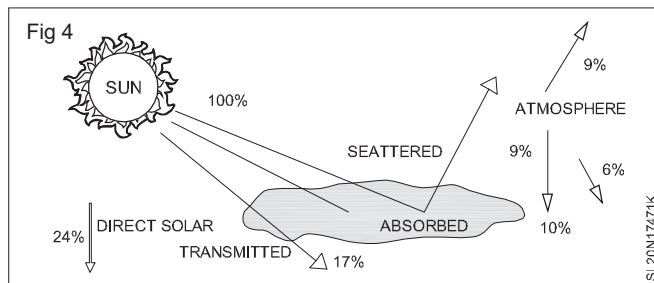 Fig 4
SUN
100%
9%
ATMOSPHERE
SEATTERED
9%
6%
24%
DIRECT SOLAR
ABSORBED
10%
TRANSMITTED
17%
SL20N17471K